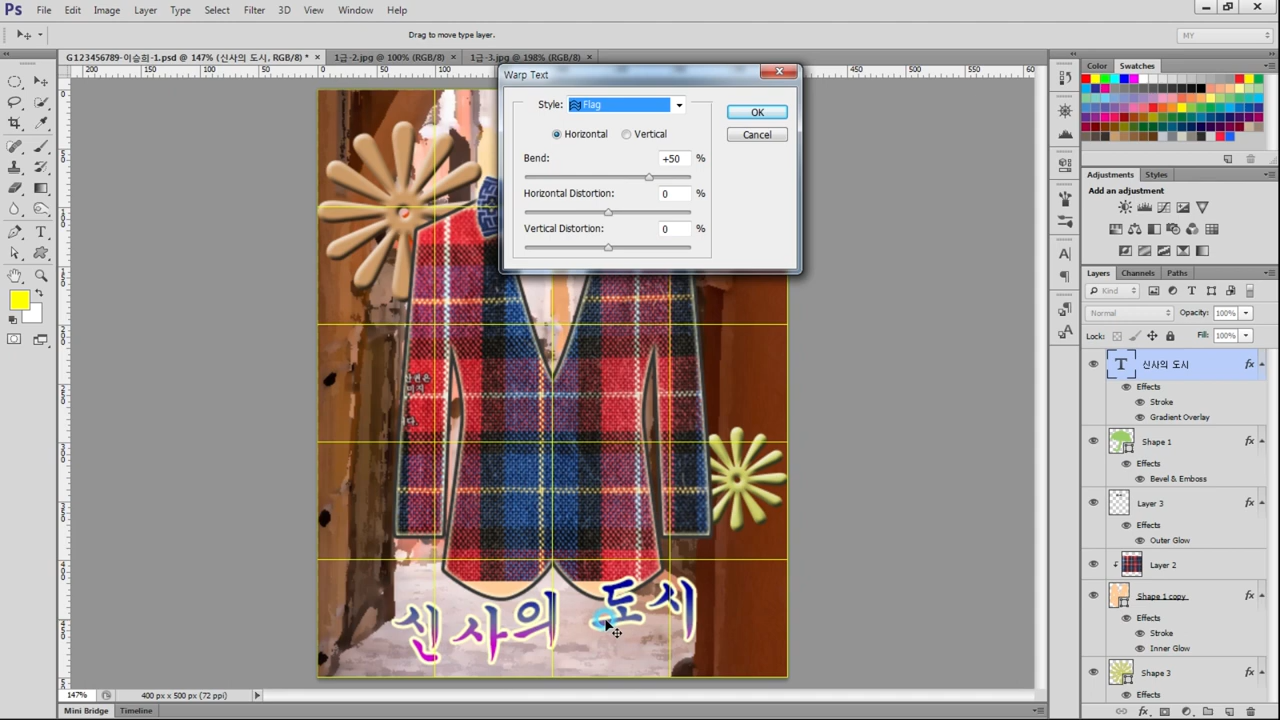 Ps File Edit Image Layer Type Select Filter 3D View Window Help
Drag to move type layer.
MY
G123456789-이승희-1.psd @ 147% (신사의 도시, RGB/8) *
1급-2.jpg @ 100% (RGB/8)
1급-3.jpg @ 198% (RGB/8)
Warp Text
Style: Flag
OK
Horizontal Vertical
Cancel
Bend: +50 %
Horizontal Distortion: 0 %
Vertical Distortion: 0 %
Color Swatches
Adjustments Styles
Add an adjustment
Layers Channels Paths
Kind
Normal Opacity: 100%
Lock: Fill: 100%
신사의 도시 fx
Effects
Stroke
Gradient Overlay
Shape 1 fx
Effects
Bevel & Emboss
Layer 3 fx
Effects
Outer Glow
Layer 2
Shape 1 copy fx
Effects
Stroke
Inner Glow
Shape 3 fx
Effects
신사의 도시
147% 400 px x 500 px (72 ppi)
Mini Bridge Timeline